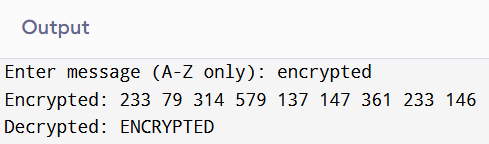 Output
Enter message (A-Z only): encrypted
Encrypted: 233 79 314 579 137 147 361 233 146
Decrypted: ENCRYPTED